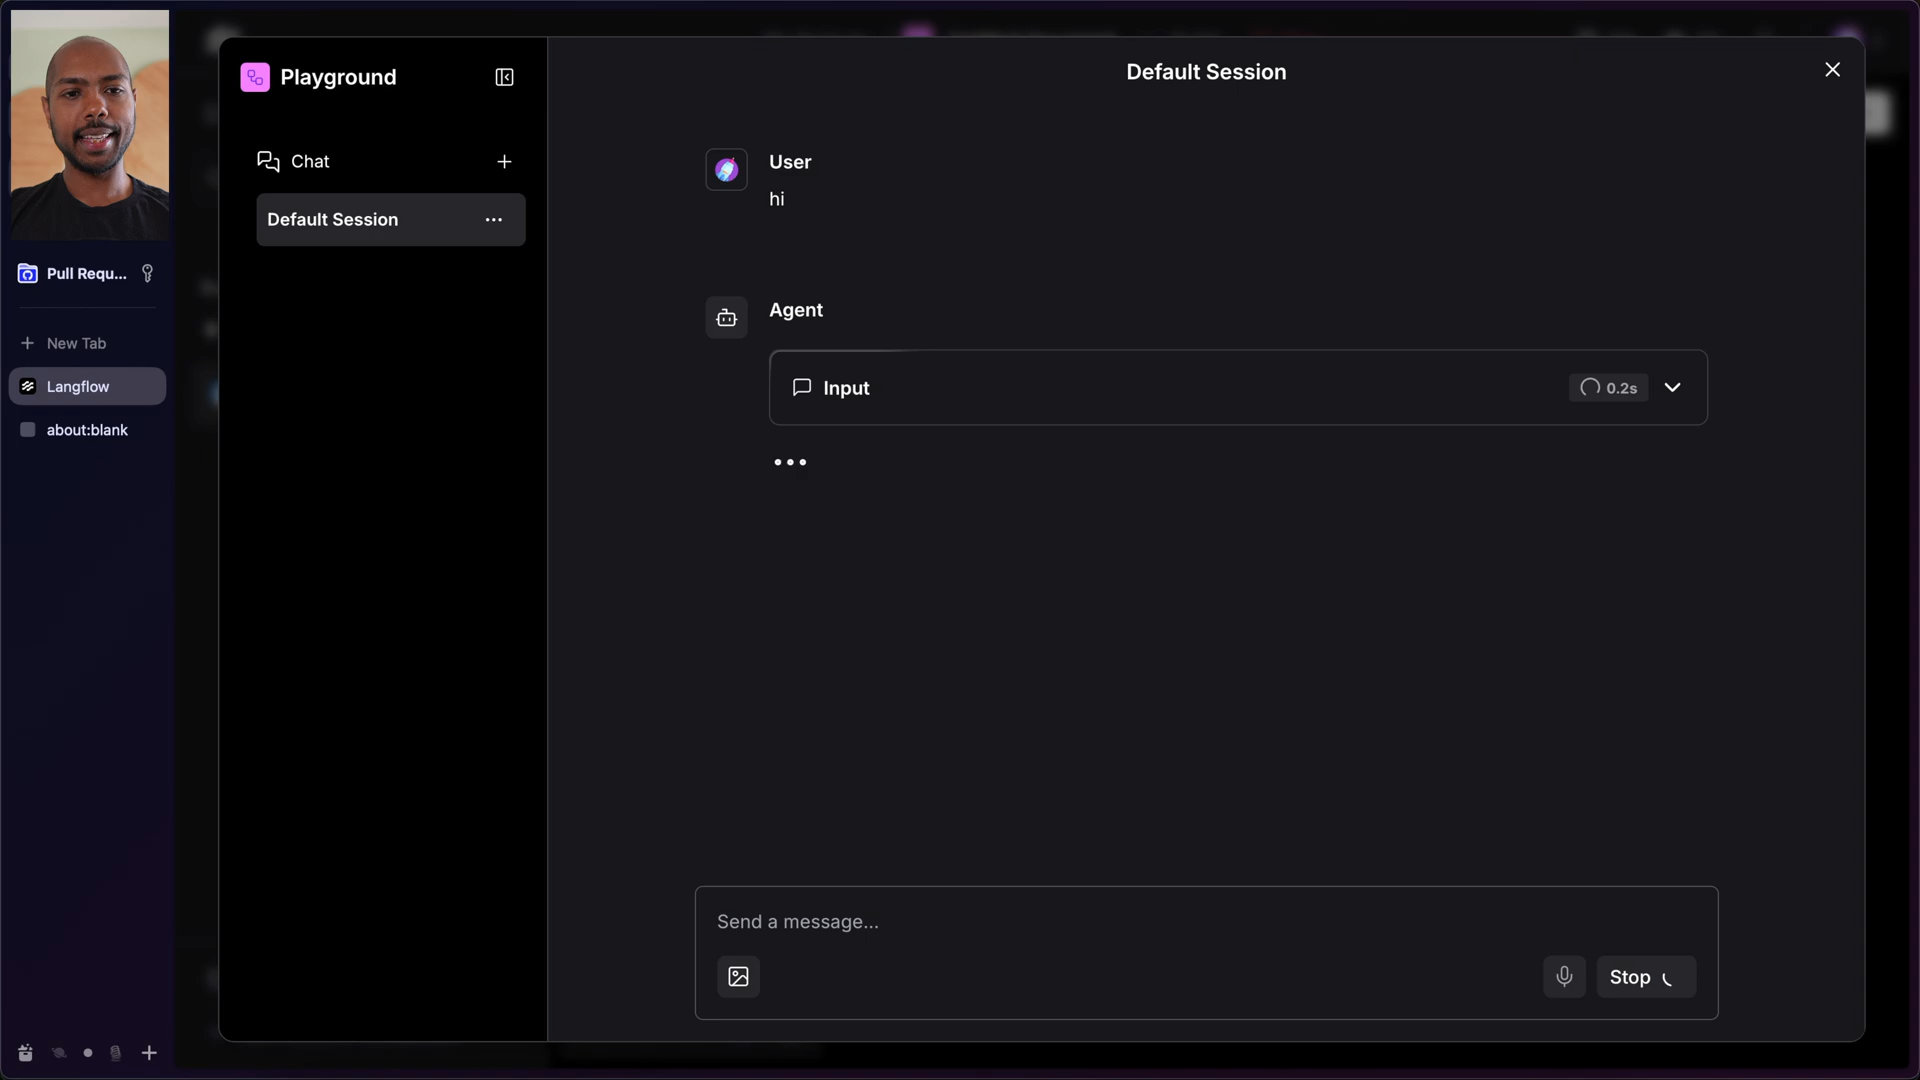 Pull Requ...
New Tab
Langflow
about:blank
Playground
Chat
Default Session
Default Session
User
hi
Agent
Input
0.2s
Send a message...
Stop